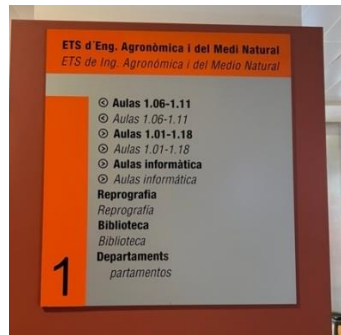 ETS d'Eng. Agronòmica i del Medi Natural
ETS de Ing. Agronómica i del Medio Natural
Aulas 1.06-1.11
Aulas 1.06-1.11
Aulas 1.01-1.18
Aulas 1.01-1.18
Aulas informàtica
Aulas informática
Reprografia
Reprografía
Biblioteca
Biblioteca
Departaments
partamentos
1